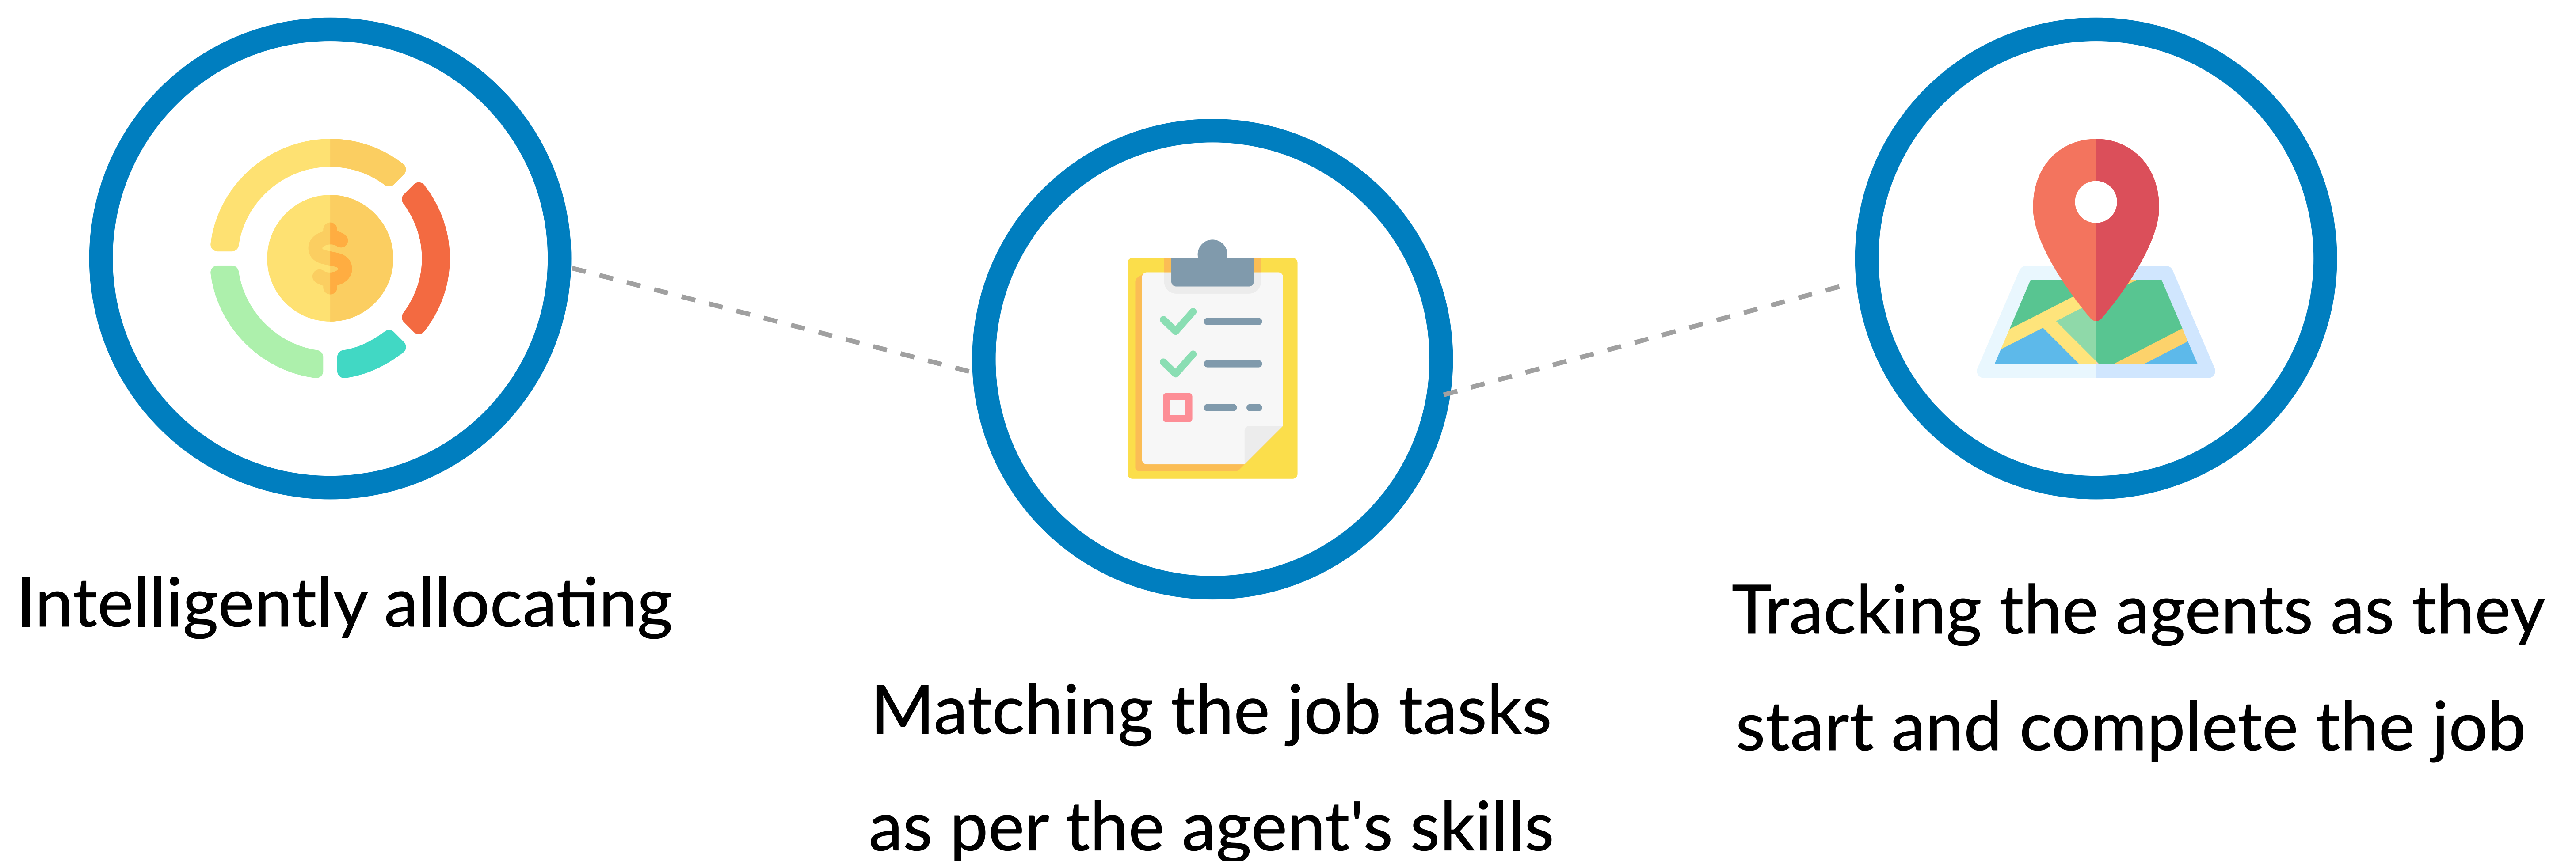 Intelligently allocating
Matching the job tasks
as per the agent's skills
Tracking the agents as they
start and complete the job